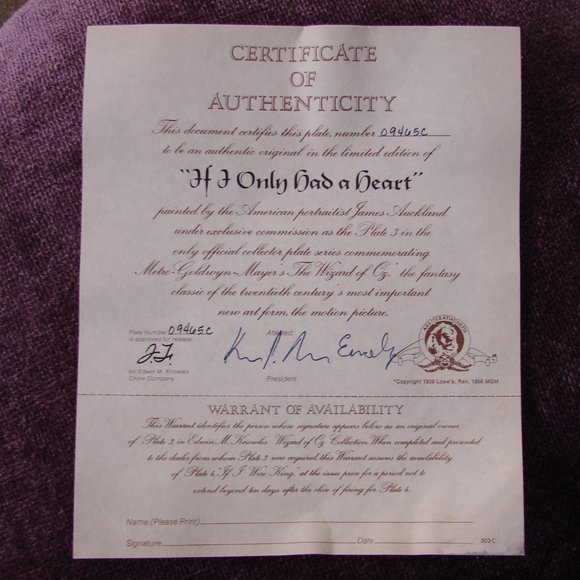 CERTIFICATE
OF
AUTHENTICITY
This document certifies this plate, number 09465C
to be an authentic original in the limited edition of
"If I Only Had a Heart"
painted by the American portraitist James Auckland
under exclusive commission as the Plate 3 in the
only official collector plate series commemorating
Metro-Goldwyn-Mayer's The Wizard of Oz,* the fantasy
classic of the twentieth century's most important
new art form, the motion picture.
Plate Number 09465C
is approved for release.
J.F.
for Edwin M. Knowles
China Company
Attested:
President
*Copyright 1939 Loew's, Ren. 1966 MGM
WARRANT OF AVAILABILITY
This Warrant identifies the person whose signature appears below as an original owner
of Plate 3 in Edwin M. Knowles' Wizard of Oz Collection. When completed and presented
to the dealer from whom Plate 3 was acquired, this Warrant assures the availability
of Plate 4, "If I Were King," at the issue price for a period not to
extend beyond ten days after the close of firing for Plate 4.
Name (Please Print)
Signature Date
503-C